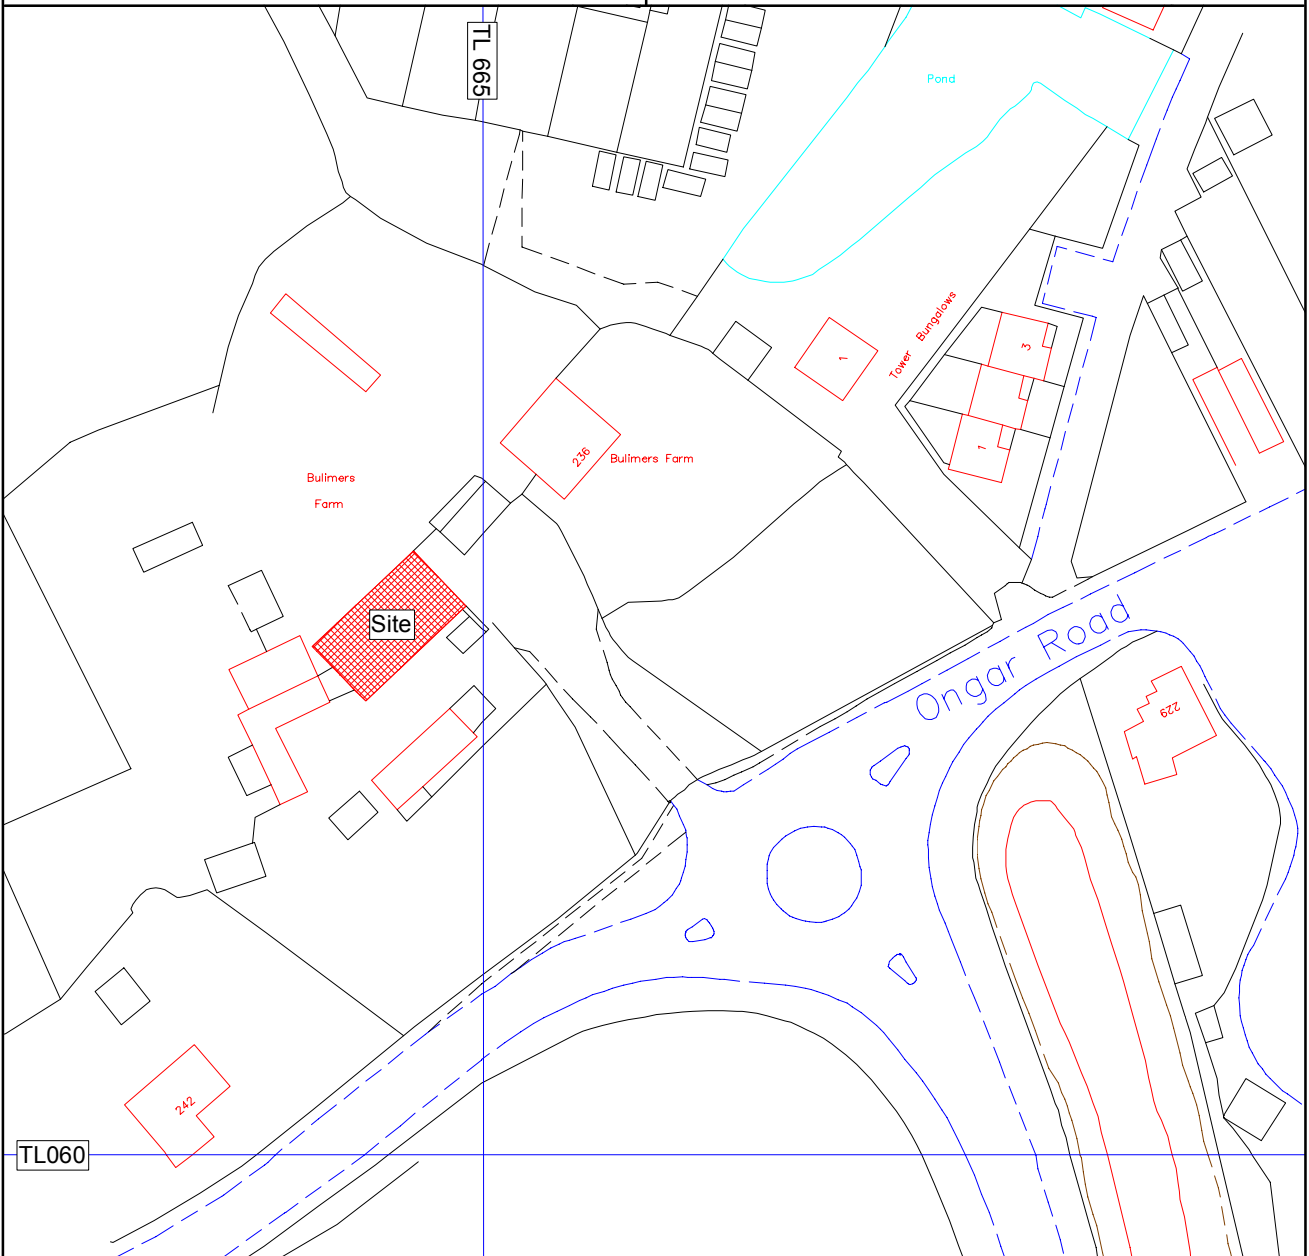 TL 665
Pond
Tower Bungalows
1
3
1
236
Bulimers Farm
Bulimers
Farm
Site
Ongar Road
229
242
TL060